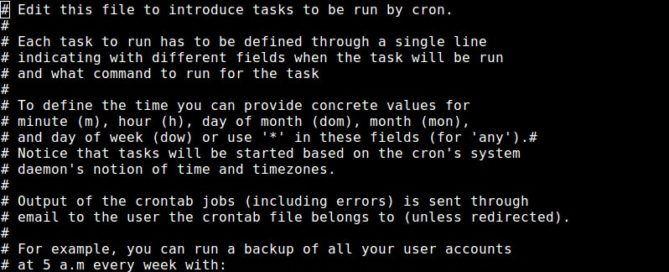 # Edit this file to introduce tasks to be run by cron.
#
# Each task to run has to be defined through a single line
# indicating with different fields when the task will be run
# and what command to run for the task
#
# To define the time you can provide concrete values for
# minute (m), hour (h), day of month (dom), month (mon),
# and day of week (dow) or use '*' in these fields (for 'any').#
# Notice that tasks will be started based on the cron's system
# daemon's notion of time and timezones.
#
# Output of the crontab jobs (including errors) is sent through
# email to the user the crontab file belongs to (unless redirected).
#
# For example, you can run a backup of all your user accounts
# at 5 a.m every week with: